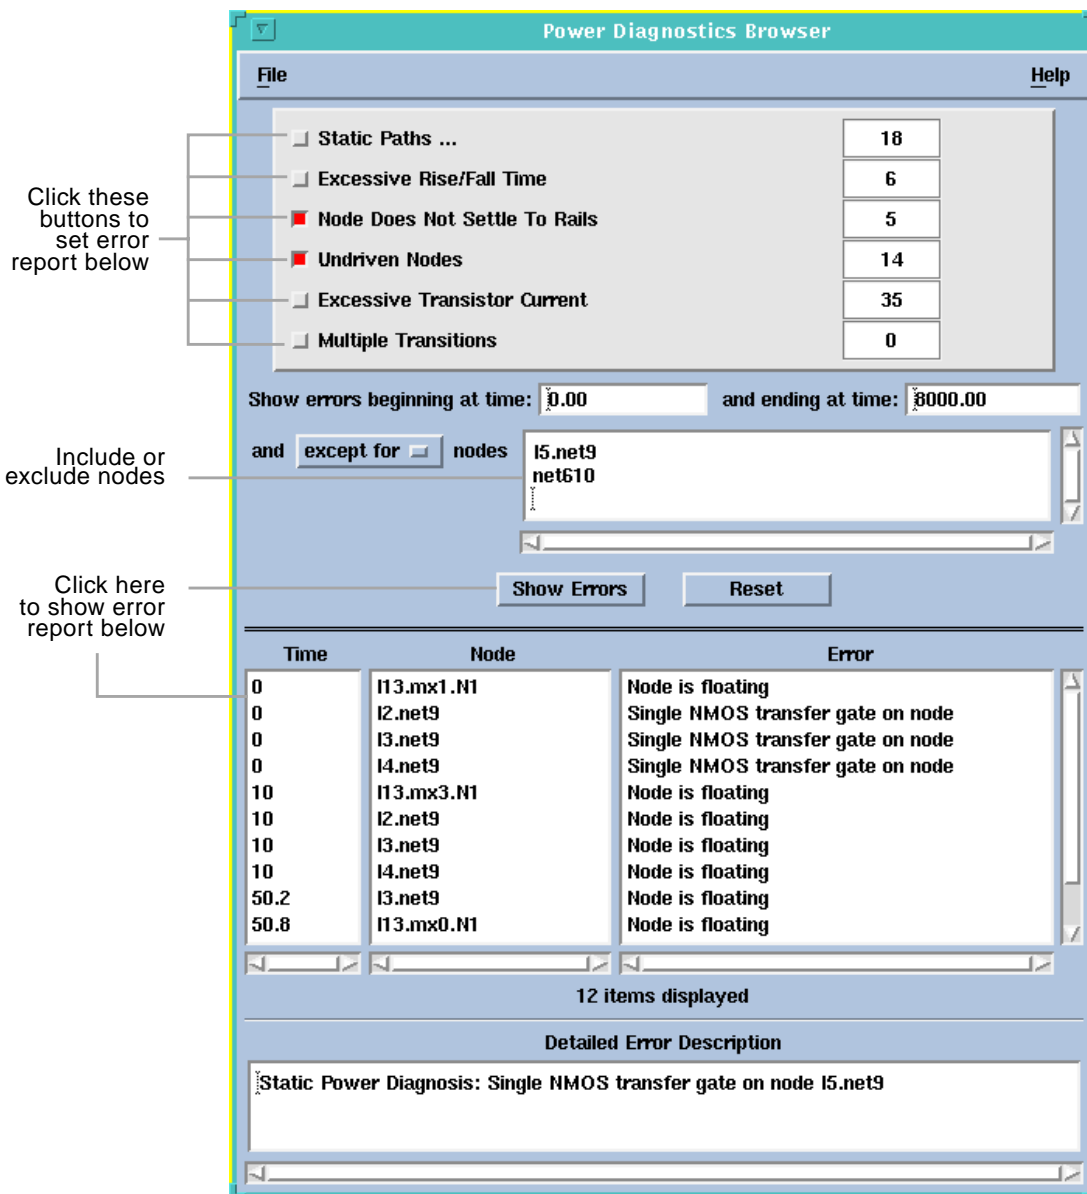 Power Diagnostics Browser
File Help
Static Paths ... 18
Excessive Rise/Fall Time 6
Node Does Not Settle To Rails 5
Undriven Nodes 14
Excessive Transistor Current 35
Multiple Transitions 0
Click these
buttons to
set error
report below
Show errors beginning at time: 0.00 and ending at time: 8000.00
and except for nodes
I5.net9
net610
Include or
exclude nodes
Show Errors Reset
Click here
to show error
report below
Time Node Error
0 I13.mx1.N1 Node is floating
0 I2.net9 Single NMOS transfer gate on node
0 I3.net9 Single NMOS transfer gate on node
0 I4.net9 Single NMOS transfer gate on node
10 I13.mx3.N1 Node is floating
10 I2.net9 Node is floating
10 I3.net9 Node is floating
10 I4.net9 Node is floating
50.2 I3.net9 Node is floating
50.8 I13.mx0.N1 Node is floating
12 items displayed
Detailed Error Description
Static Power Diagnosis: Single NMOS transfer gate on node I5.net9